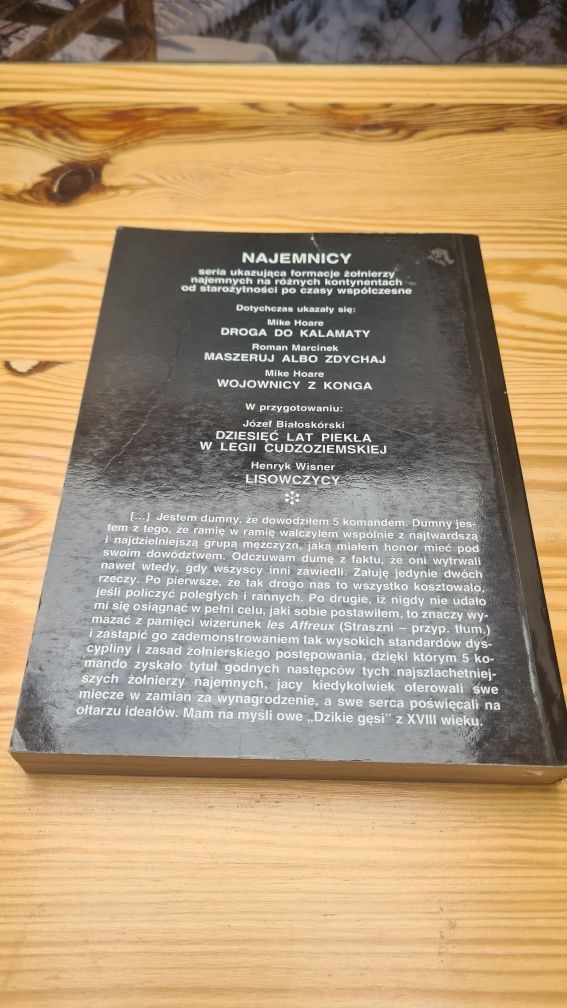 NAJEMNICY
seria ukazująca formacje żołnierzy
najemnych na różnych kontynentach
od starożytności po czasy współczesne
Dotychczas ukazały się:
Mike Hoare
DROGA DO KALAMATY
Roman Marcinek
MASZERUJ ALBO ZDYCHAJ
Mike Hoare
WOJOWNICY Z KONGA
W przygotowaniu:
Józef Białoskórski
DZIESIĘĆ LAT PIEKŁA
W LEGII CUDZOZIEMSKIEJ
Henryk Wisner
LISOWCZYCY
[...] Jestem dumny, że dowodziłem 5 komandem. Dumny jes-
tem z tego, że ramię w ramię walczyłem wspólnie z najtwardszą
i najdzielniejszą grupą mężczyzn, jaką miałem honor mieć pod
swoim dowództwem. Odczuwam dumę z faktu, że oni wytrwali
nawet wtedy, gdy wszyscy inni zawiedli. Żałuję jedynie dwóch
rzeczy. Po pierwsze, że tak drogo nas to wszystko kosztowało,
jeśli policzyć poległych i rannych. Po drugie, iż nigdy nie udało
mi się osiągnąć w pełni celu, jaki sobie postawiłem, to znaczy wy-
mazać z pamięci wizerunek les Affreux (Straszni – przyp. tłum.)
i zastąpić go zademonstrowaniem tak wysokich standardów dys-
cypliny i zasad żołnierskiego postępowania, dzięki którym 5 ko-
mando zyskało tytuł godnych następców tych najszlachetniej-
szych żołnierzy najemnych, jacy kiedykolwiek oferowali swe
miecze w zamian za wynagrodzenie, a swe serca poświęcali na
ołtarzu ideałów. Mam na myśli owe „Dzikie gęsi" z XVIII wieku.